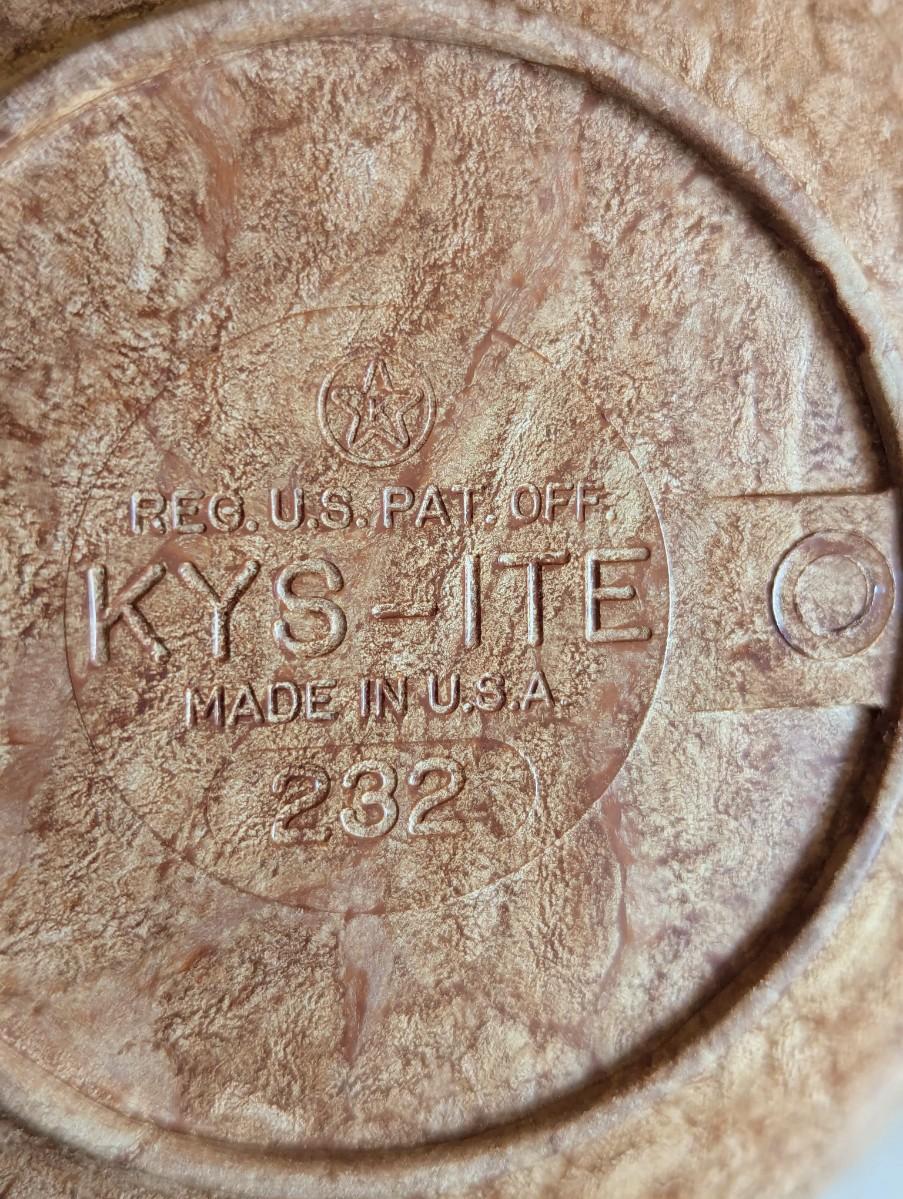 K
REG. U.S. PAT. OFF.
KYS-ITE
MADE IN U.S.A.
232